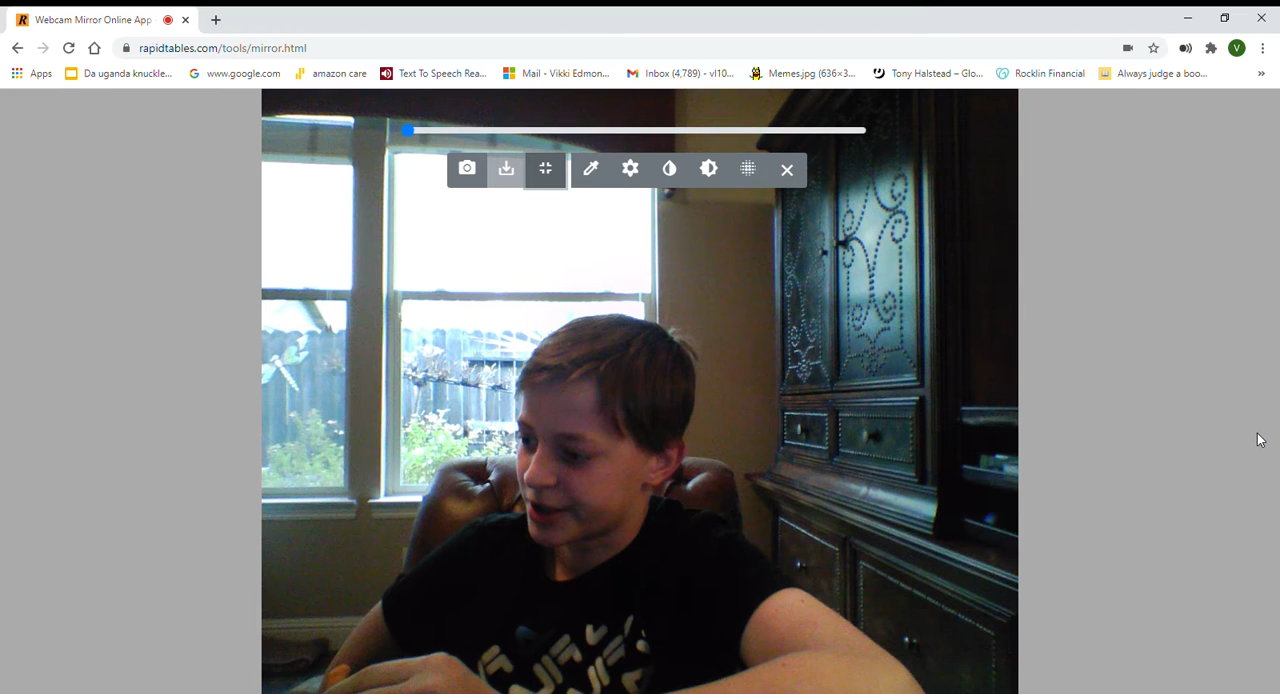 Webcam Mirror Online App
rapidtables.com/tools/mirror.html
V
Apps
Da uganda knuckle...
www.google.com
amazon care
Text To Speech Rea...
Mail - Vikki Edmon...
Inbox (4,789) - vl10...
Memes.jpg (636×3...
Tony Halstead – Glo...
Rocklin Financial
Always judge a boo...